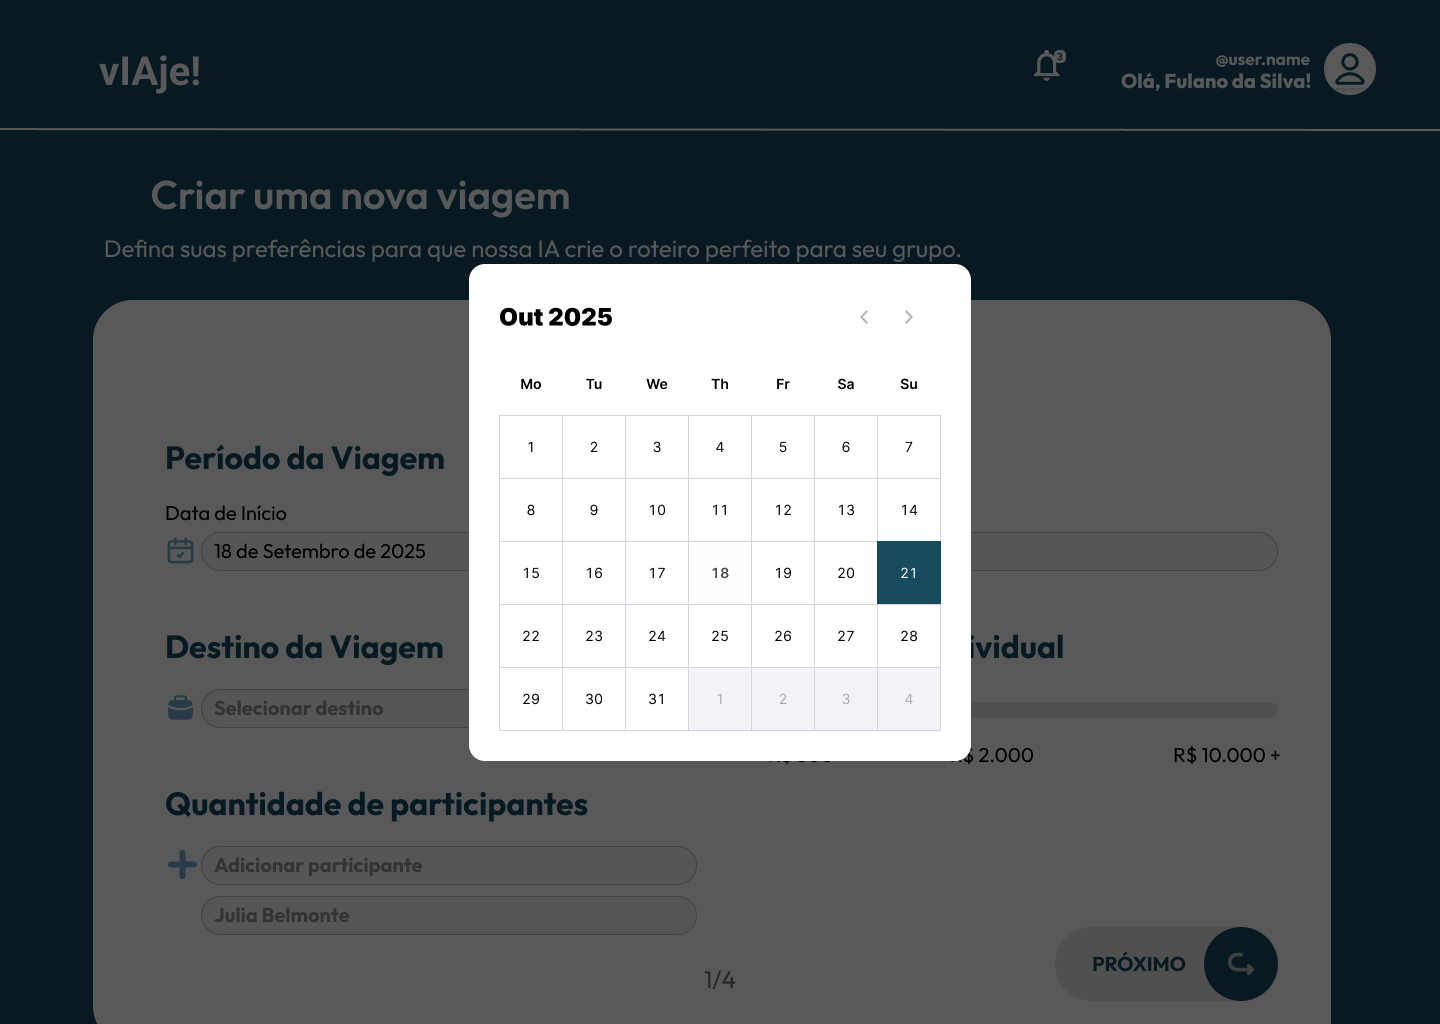 vIAje!
3
@user.name
Olá, Fulano da Silva!
Criar uma nova viagem
Defina suas preferências para que nossa IA crie o roteiro perfeito para seu grupo.
Out 2025
Mo Tu We Th Fr Sa Su
1 2 3 4 5 6 7
8 9 10 11 12 13 14
15 16 17 18 19 20 21
22 23 24 25 26 27 28
29 30 31 1 2 3 4
Período da Viagem
Data de Início
18 de Setembro de 2025
Destino da Viagem
ividual
Selecionar destino
$ 2.000
R$ 10.000 +
Quantidade de participantes
Adicionar participante
Julia Belmonte
PRÓXIMO
1/4